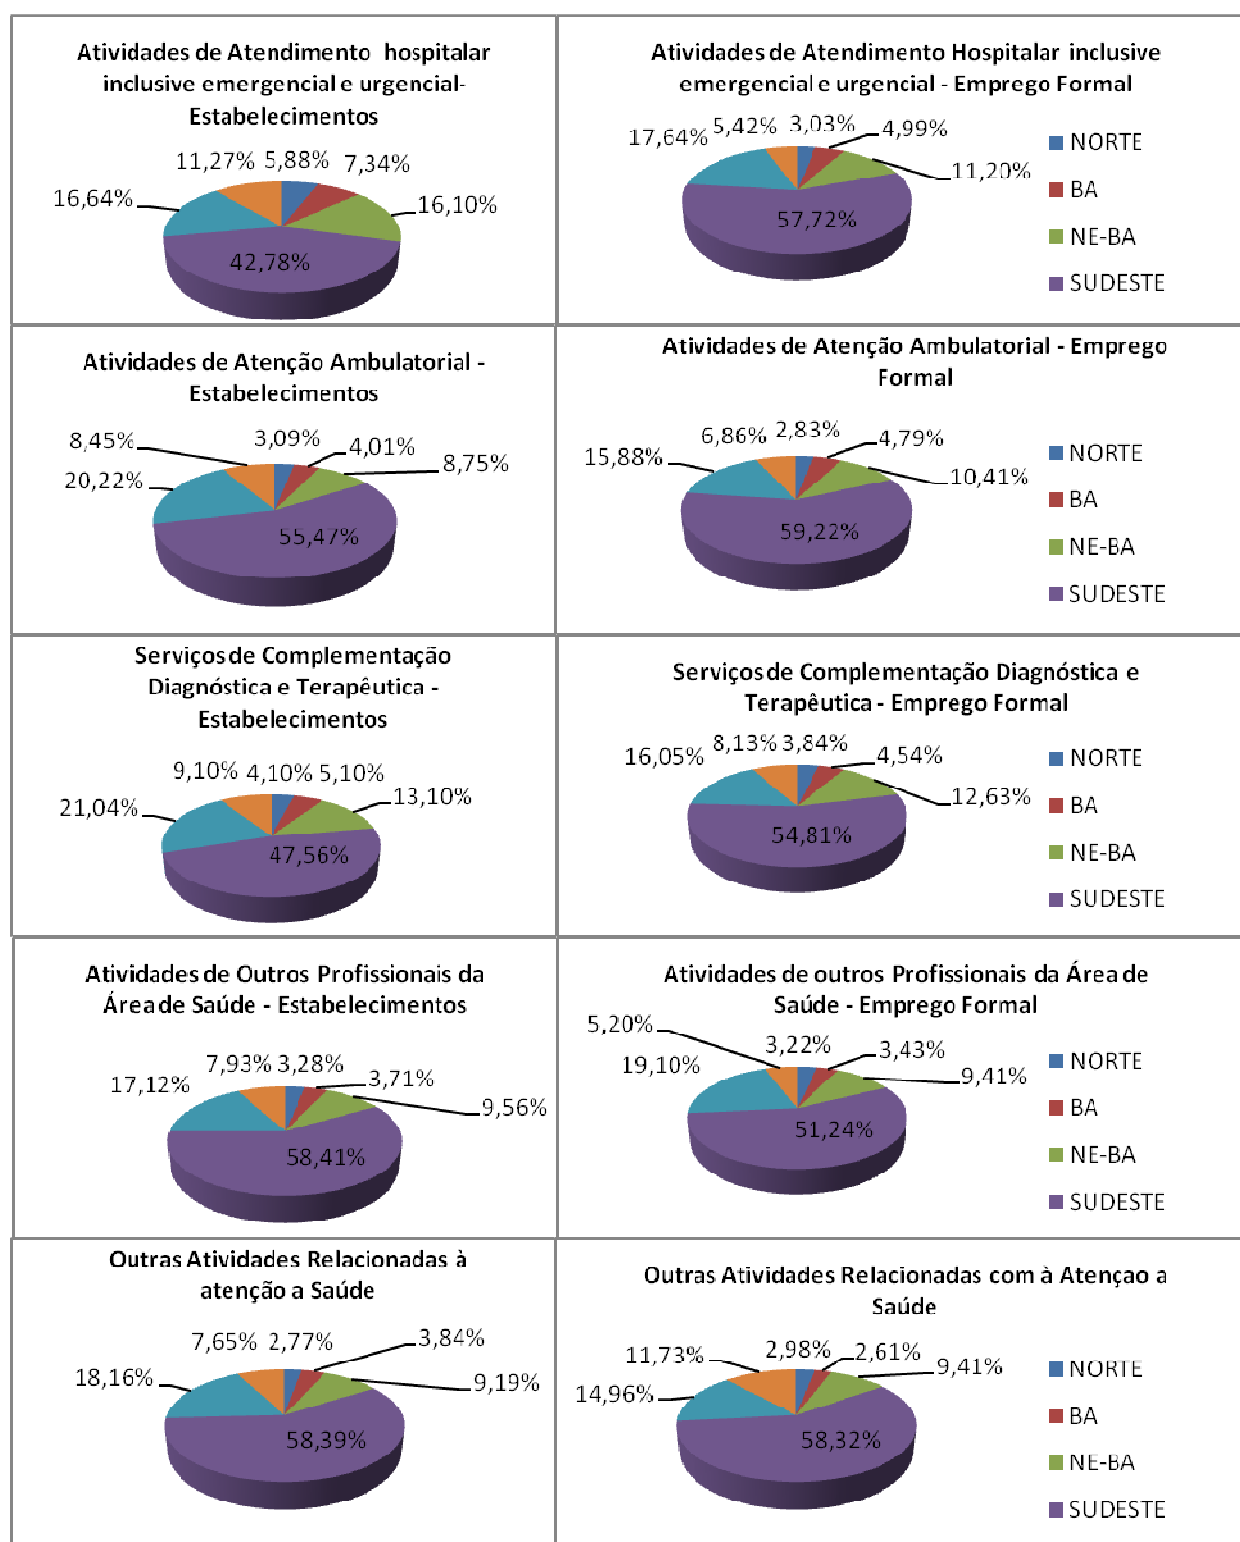 Atividades de Atendimento hospitalar
inclusive emergencial e urgencial-
Estabelecimentos
11,27% 5,88% 7,34%
16,64%
16,10%
42,78%
Atividades de Atendimento Hospitalar inclusive
emergencial e urgencial - Emprego Formal
17,64% 5,42% 3,03% 4,99%
11,20%
57,72%
NORTE
BA
NE-BA
SUDESTE
Atividades de Atenção Ambulatorial -
Estabelecimentos
8,45% 3,09% 4,01%
20,22% 8,75%
55,47%
Atividades de Atenção Ambulatorial - Emprego
Formal
15,88% 6,86% 2,83% 4,79%
10,41%
59,22%
NORTE
BA
NE-BA
SUDESTE
Serviços de Complementação
Diagnóstica e Terapêutica -
Estabelecimentos
9,10% 4,10% 5,10%
21,04% 13,10%
47,56%
Serviços de Complementação Diagnóstica e
Terapêutica - Emprego Formal
16,05% 8,13% 3,84% 4,54%
12,63%
54,81%
NORTE
BA
NE-BA
SUDESTE
Atividades de Outros Profissionais da
Área de Saúde - Estabelecimentos
17,12% 7,93% 3,28% 3,71%
9,56%
58,41%
Atividades de outros Profissionais da Área de
Saúde - Emprego Formal
5,20% 3,22% 3,43%
19,10% 9,41%
51,24%
NORTE
BA
NE-BA
SUDESTE
Outras Atividades Relacionadas à
atenção a Saúde
7,65% 2,77% 3,84%
18,16% 9,19%
58,39%
Outras Atividades Relacionadas com à Atençao a
Saúde
11,73% 2,98% 2,61% 9,41%
14,96%
58,32%
NORTE
BA
NE-BA
SUDESTE